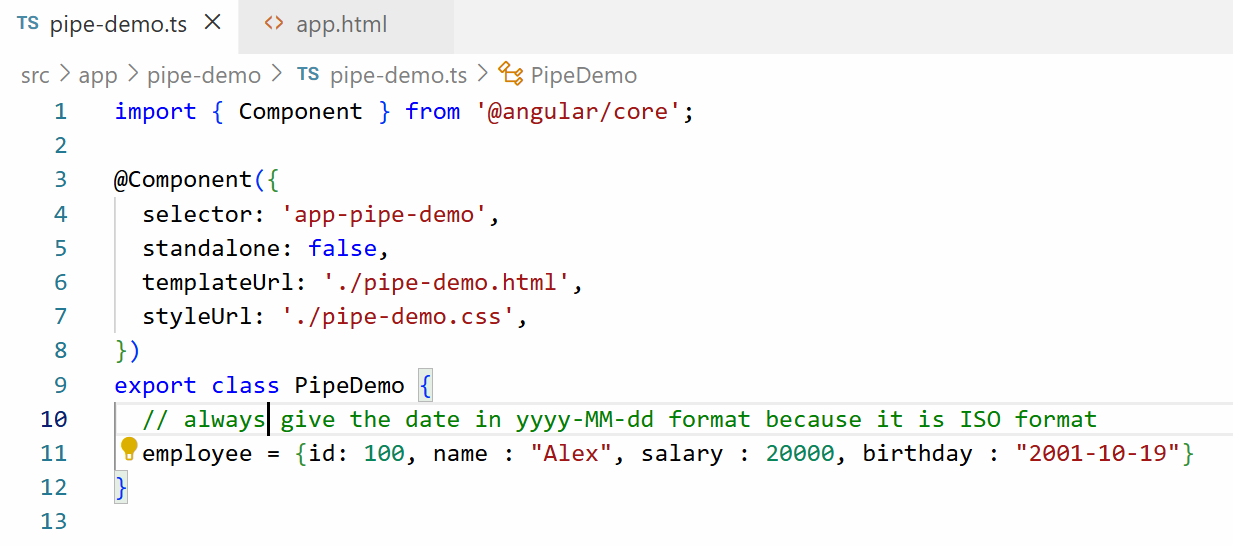 TS pipe-demo.ts × <> app.html
src > app > pipe-demo > TS pipe-demo.ts > PipeDemo
1 import { Component } from '@angular/core';
2
3 @Component({
4   selector: 'app-pipe-demo',
5   standalone: false,
6   templateUrl: './pipe-demo.html',
7   styleUrl: './pipe-demo.css',
8 })
9 export class PipeDemo {
10   // always give the date in yyyy-MM-dd format because it is ISO format
11   employee = {id: 100, name : "Alex", salary : 20000, birthday : "2001-10-19"}
12 }
13